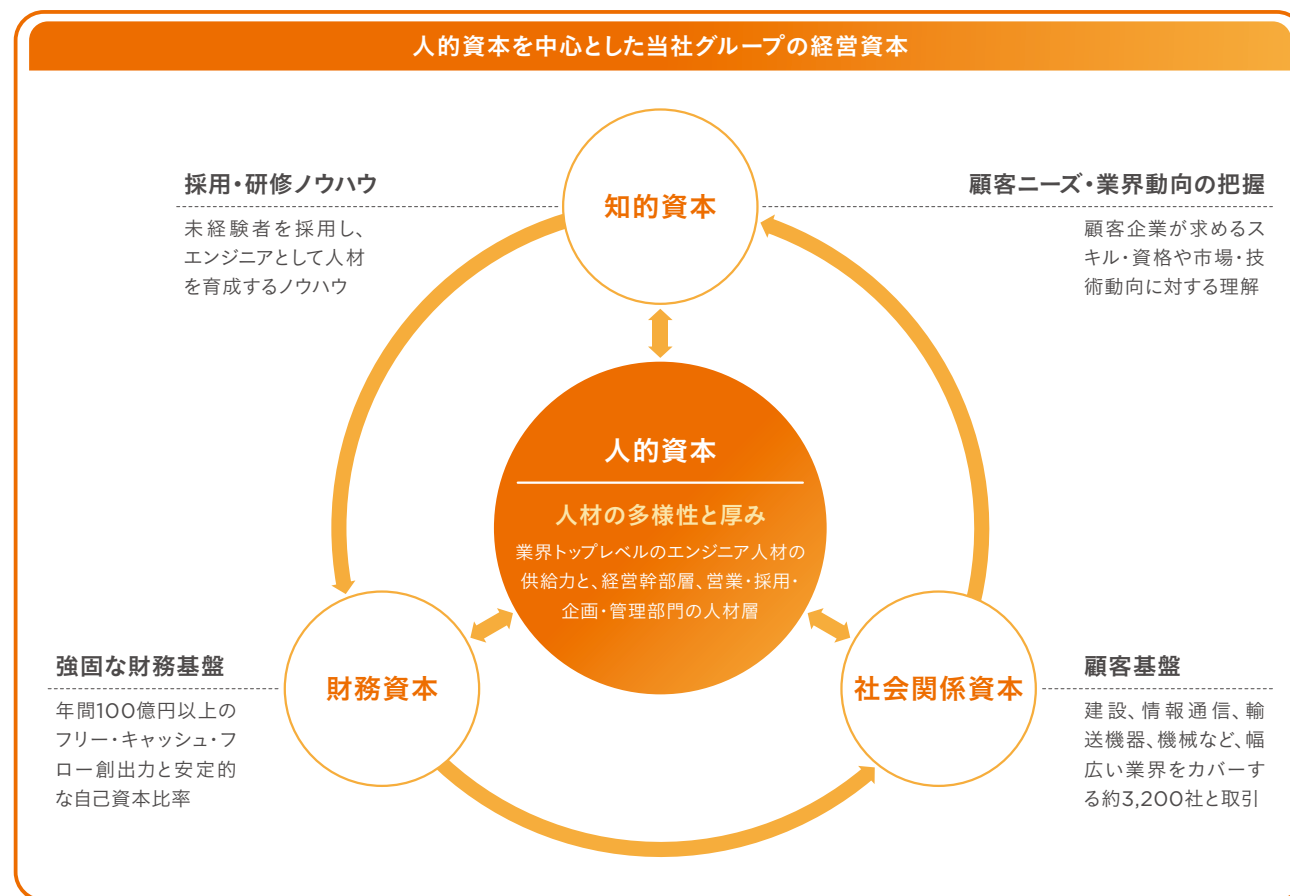 人的資本を中心とした当社グループの経営資本
知的資本
採用・研修ノウハウ
未経験者を採用し、
エンジニアとして人材
を育成するノウハウ
顧客ニーズ・業界動向の把握
顧客企業が求めるス
キル・資格や市場・技
術動向に対する理解
人的資本
人材の多様性と厚み
業界トップレベルのエンジニア人材の
供給力と、経営幹部層、営業・採用・
企画・管理部門の人材層
強固な財務基盤
年間100億円以上の
フリー・キャッシュ・フ
ロー創出力と安定的
な自己資本比率
財務資本
社会関係資本
顧客基盤
建設、情報通信、輸
送機器、機械など、幅
広い業界をカバーす
る約3,200社と取引